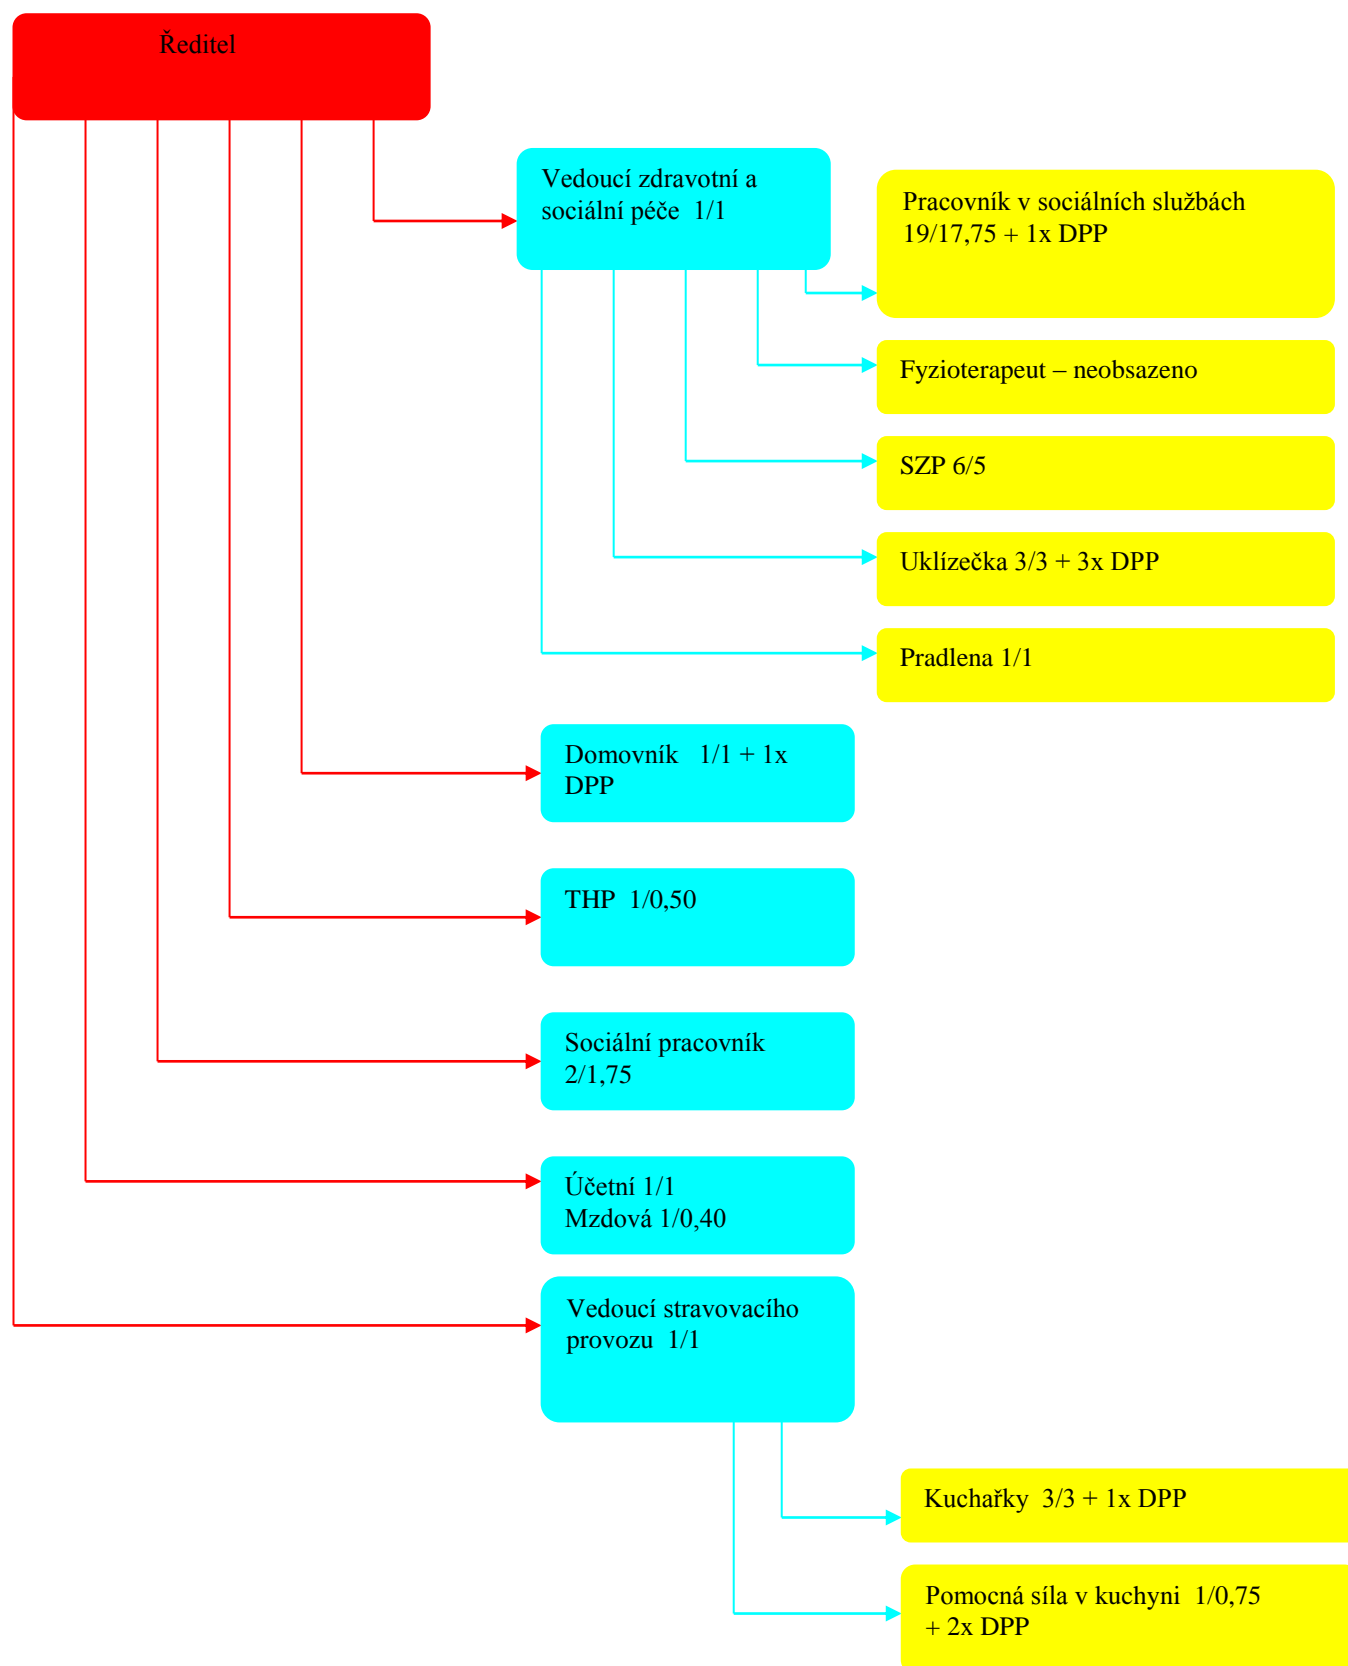 Ředitel
Vedoucí zdravotní a
sociální péče  1/1
Pracovník v sociálních službách
19/17,75 + 1x DPP
Fyzioterapeut – neobsazeno
SZP 6/5
Uklízečka 3/3 + 3x DPP
Pradlena 1/1
Domovník   1/1 + 1x
DPP
THP  1/0,50
Sociální pracovník
2/1,75
Účetní 1/1
Mzdová 1/0,40
Vedoucí stravovacího
provozu  1/1
Kuchařky  3/3 + 1x DPP
Pomocná síla v kuchyni  1/0,75
+ 2x DPP